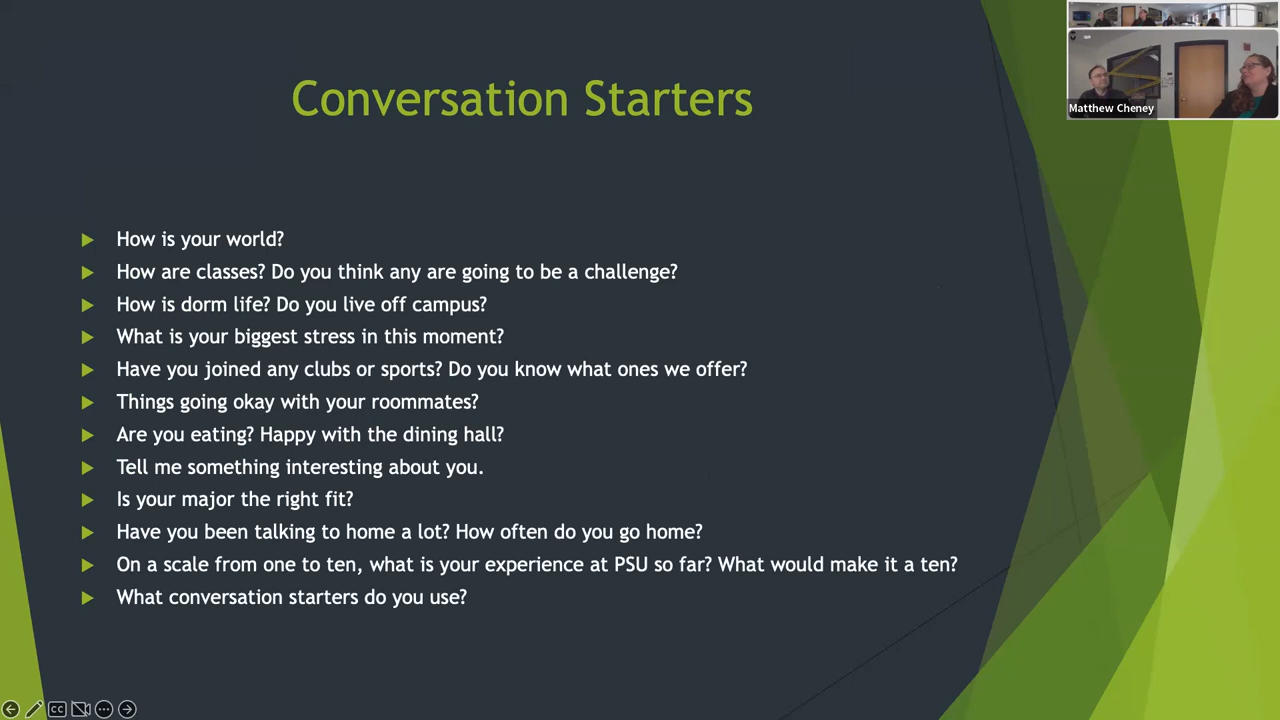 Conversation Starters
Matthew Cheney
How is your world?
How are classes? Do you think any are going to be a challenge?
How is dorm life? Do you live off campus?
What is your biggest stress in this moment?
Have you joined any clubs or sports? Do you know what ones we offer?
Things going okay with your roommates?
Are you eating? Happy with the dining hall?
Tell me something interesting about you.
Is your major the right fit?
Have you been talking to home a lot? How often do you go home?
On a scale from one to ten, what is your experience at PSU so far? What would make it a ten?
What conversation starters do you use?
CC